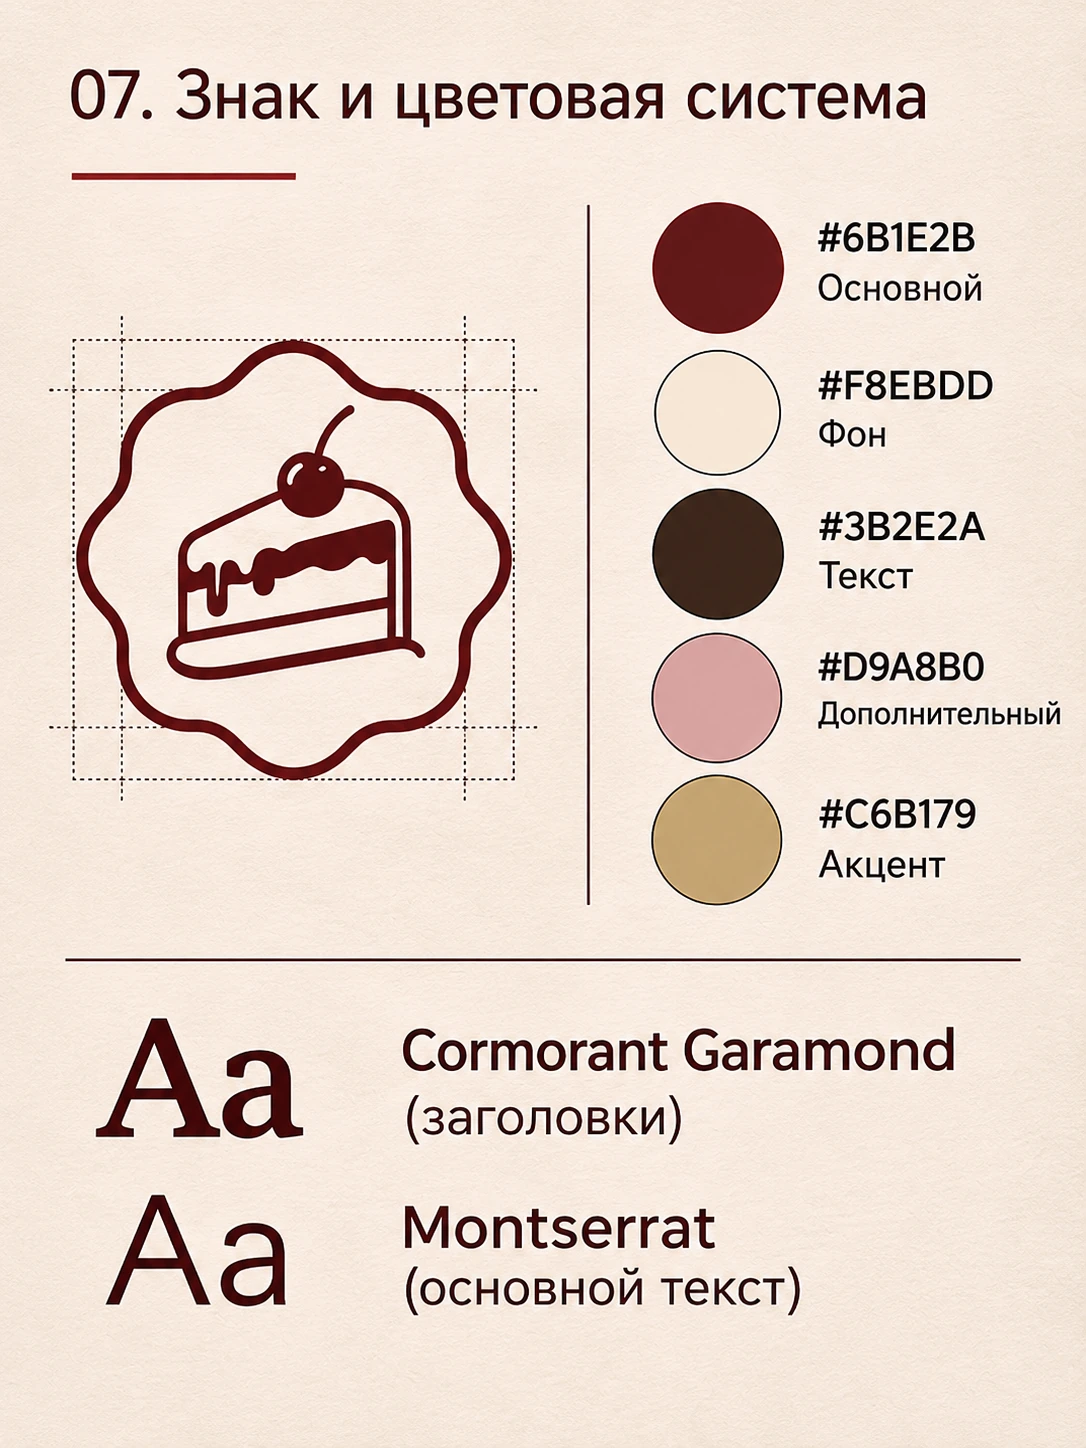 07. Знак и цветовая система
#6B1E2B
Основной
#F8EBDD
Фон
#3B2E2A
Текст
#D9A8B0
Дополнительный
#C6B179
Акцент
Aa
Cormorant Garamond
(заголовки)
Aa
Montserrat
(основной текст)